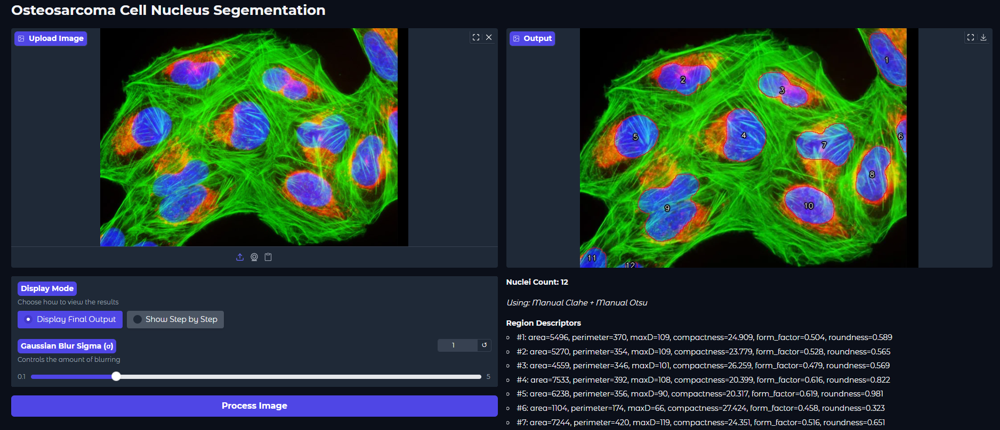 Osteosarcoma Cell Nucleus Segementation
Upload Image
Output
1
2
3
4
5
6
7
8
9
10
11
12
Display Mode
Choose how to view the results
Display Final Output
Show Step by Step
Gaussian Blur Sigma (σ)
1
Controls the amount of blurring
0.1
5
Process Image
Nuclei Count: 12
Using: Manual Clahe + Manual Otsu
Region Descriptors
#1: area=5496, perimeter=370, maxD=109, compactness=24.909, form_factor=0.504, roundness=0.589
#2: area=5270, perimeter=354, maxD=109, compactness=23.779, form_factor=0.528, roundness=0.565
#3: area=4559, perimeter=346, maxD=101, compactness=26.259, form_factor=0.479, roundness=0.569
#4: area=7533, perimeter=392, maxD=108, compactness=20.399, form_factor=0.616, roundness=0.822
#5: area=6238, perimeter=356, maxD=90, compactness=20.317, form_factor=0.619, roundness=0.981
#6: area=1104, perimeter=174, maxD=66, compactness=27.424, form_factor=0.458, roundness=0.323
#7: area=7244, perimeter=420, maxD=119, compactness=24.351, form_factor=0.516, roundness=0.651